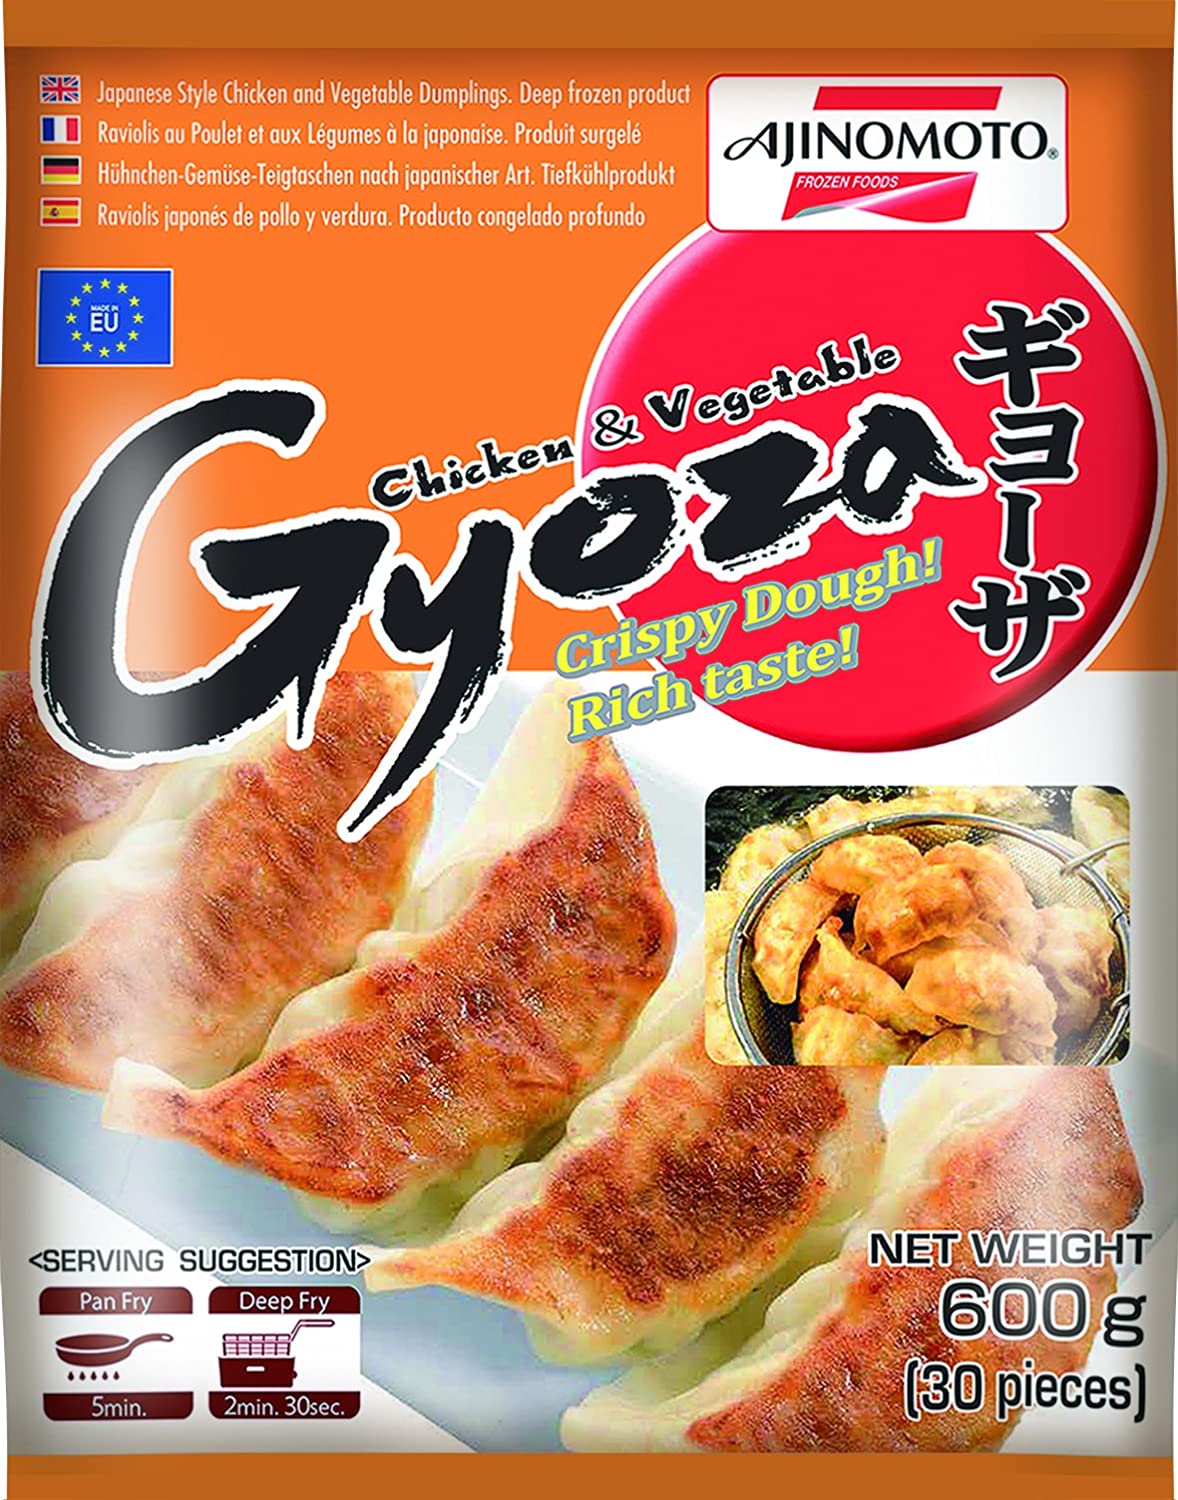 Japanese Style Chicken and Vegetable Dumplings. Deep frozen product
Raviolis au Poulet et aux Légumes à la japonaise. Produit surgelé
Hühnchen-Gemüse-Teigtaschen nach japanischer Art. Tiefkühlprodukt
Raviolis japonés de pollo y verdura. Producto congelado profundo
AJINOMOTO®
FROZEN FOODS
MADE IN
EU
Chicken & Vegetable
Gyoza
ギョーザ
Crispy Dough!
Rich taste!
<SERVING SUGGESTION>
Pan Fry
5min.
Deep Fry
2min. 30sec.
NET WEIGHT
600 g
(30 pieces)